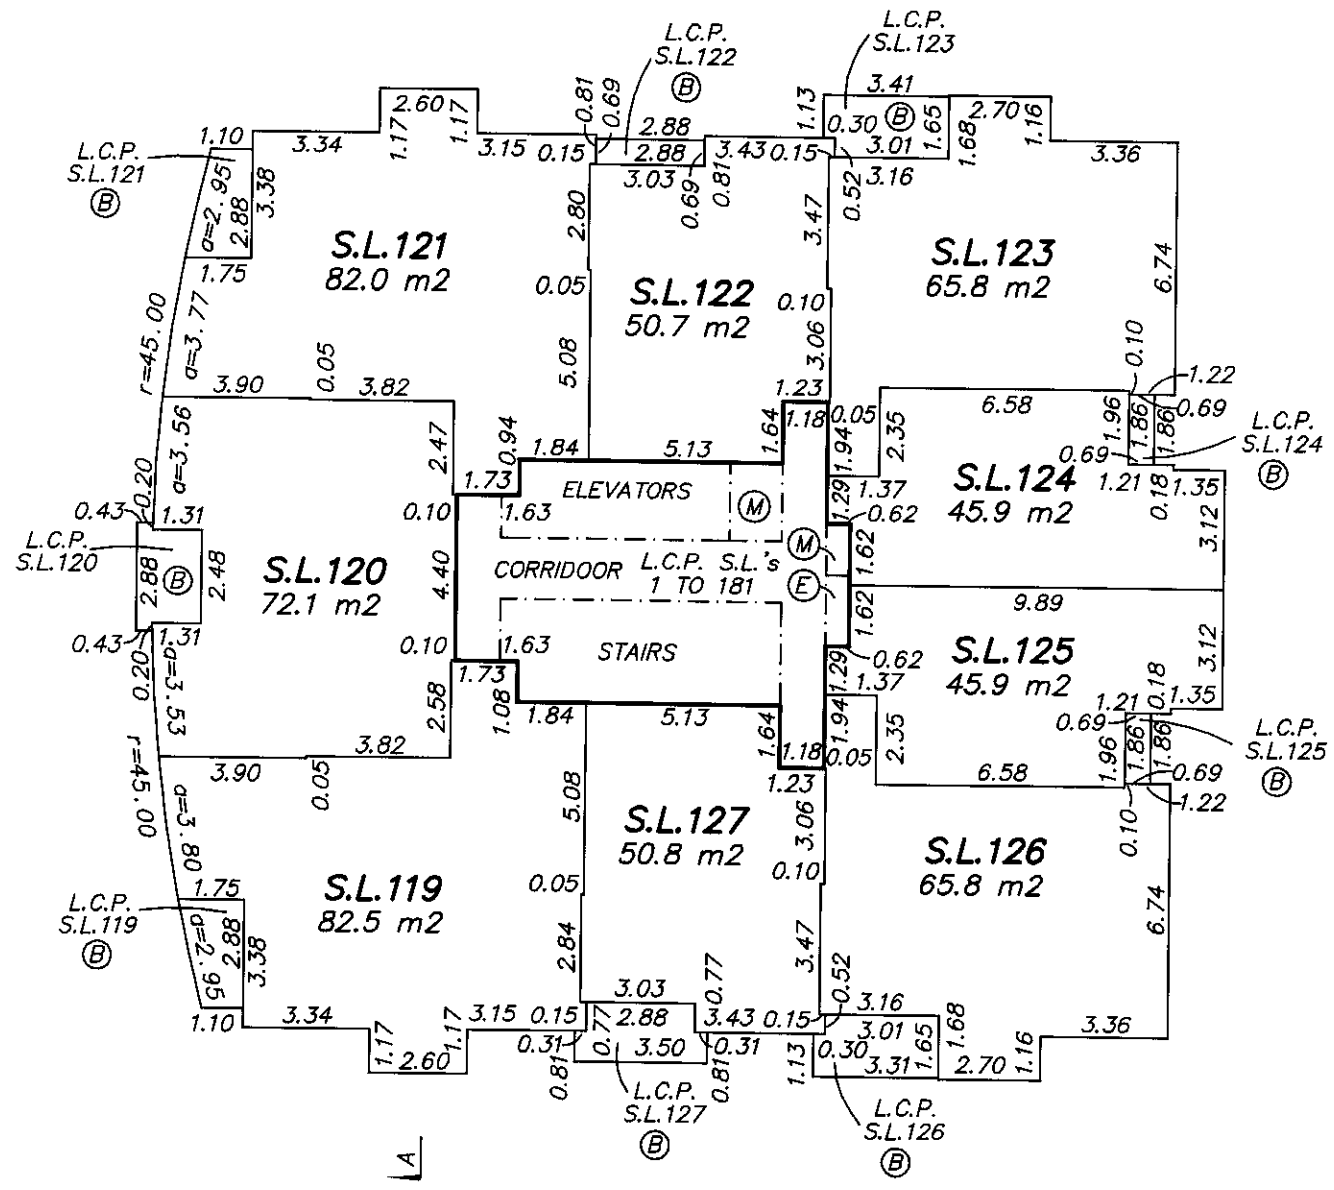 L.C.P.
S.L.122
B
L.C.P.
S.L.123
B
3.41
2.70
1.16
1.13
0.30
1.65
1.68
3.01
3.16
0.52
3.36
2.60
1.17
1.17
0.81
0.69
2.88
2.88
3.03
0.69
0.81
3.43
0.15
1.10
3.34
3.15
0.15
L.C.P.
S.L.121
B
a=2.95
2.88
3.38
1.75
2.80
3.47
S.L.121
82.0 m2
S.L.122
50.7 m2
S.L.123
65.8 m2
6.74
0.05
0.10
r=45.00
a=3.77
0.05
5.08
3.06
0.10
1.22
3.90
3.82
1.23
1.18
0.05
6.58
1.96
1.86
0.69
1.86
L.C.P.
S.L.124
B
a=3.56
2.47
0.94
1.84
5.13
1.64
1.94
2.35
0.69
1.21
0.18
1.35
1.73
ELEVATORS
M
1.29
1.37
S.L.124
45.9 m2
3.12
0.20
0.43
1.31
0.10
1.63
0.62
L.C.P.
S.L.120
2.88
B
2.48
S.L.120
72.1 m2
4.40
CORRIDOOR L.C.P. S.L.'s
1 TO 181
M
E
1.62
1.62
9.89
0.43
1.31
0.20
0.10
1.63
STAIRS
0.62
S.L.125
45.9 m2
3.12
a=3.53
1.73
2.58
1.08
1.84
5.13
1.64
1.29
1.37
1.94
2.35
1.21
0.18
1.35
0.69
1.96
1.86
1.86
L.C.P.
S.L.125
B
3.82
3.90
0.05
1.18
0.05
1.23
6.58
0.69
1.22
0.10
r=45.00
a=3.80
5.08
S.L.127
50.8 m2
3.06
0.10
S.L.126
65.8 m2
6.74
1.75
L.C.P.
S.L.119
B
a=2.95
2.88
3.38
S.L.119
82.5 m2
0.05
2.84
3.47
0.52
1.10
3.34
1.17
2.60
1.17
3.15
0.15
3.03
2.88
0.77
0.77
3.43
0.15
0.31
3.50
0.31
0.81
0.81
3.16
3.01
1.65
1.68
1.13
0.30
3.31
2.70
1.16
3.36
L.C.P.
S.L.127
B
L.C.P.
S.L.126
B
A